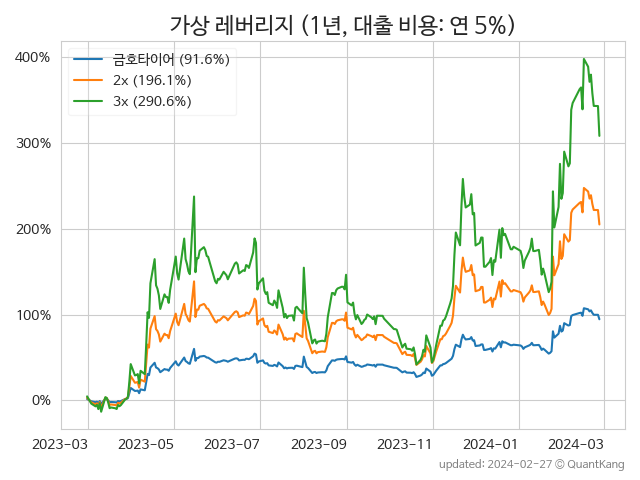 가상 레버리지 (1년, 대출 비용: 연 5%)
금호타이어 (91.6%)
2x (196.1%)
3x (290.6%)
400%
300%
200%
100%
0%
2023-03 2023-05 2023-07 2023-09 2023-11 2024-01 2024-03
updated: 2024-02-27 © QuantKang